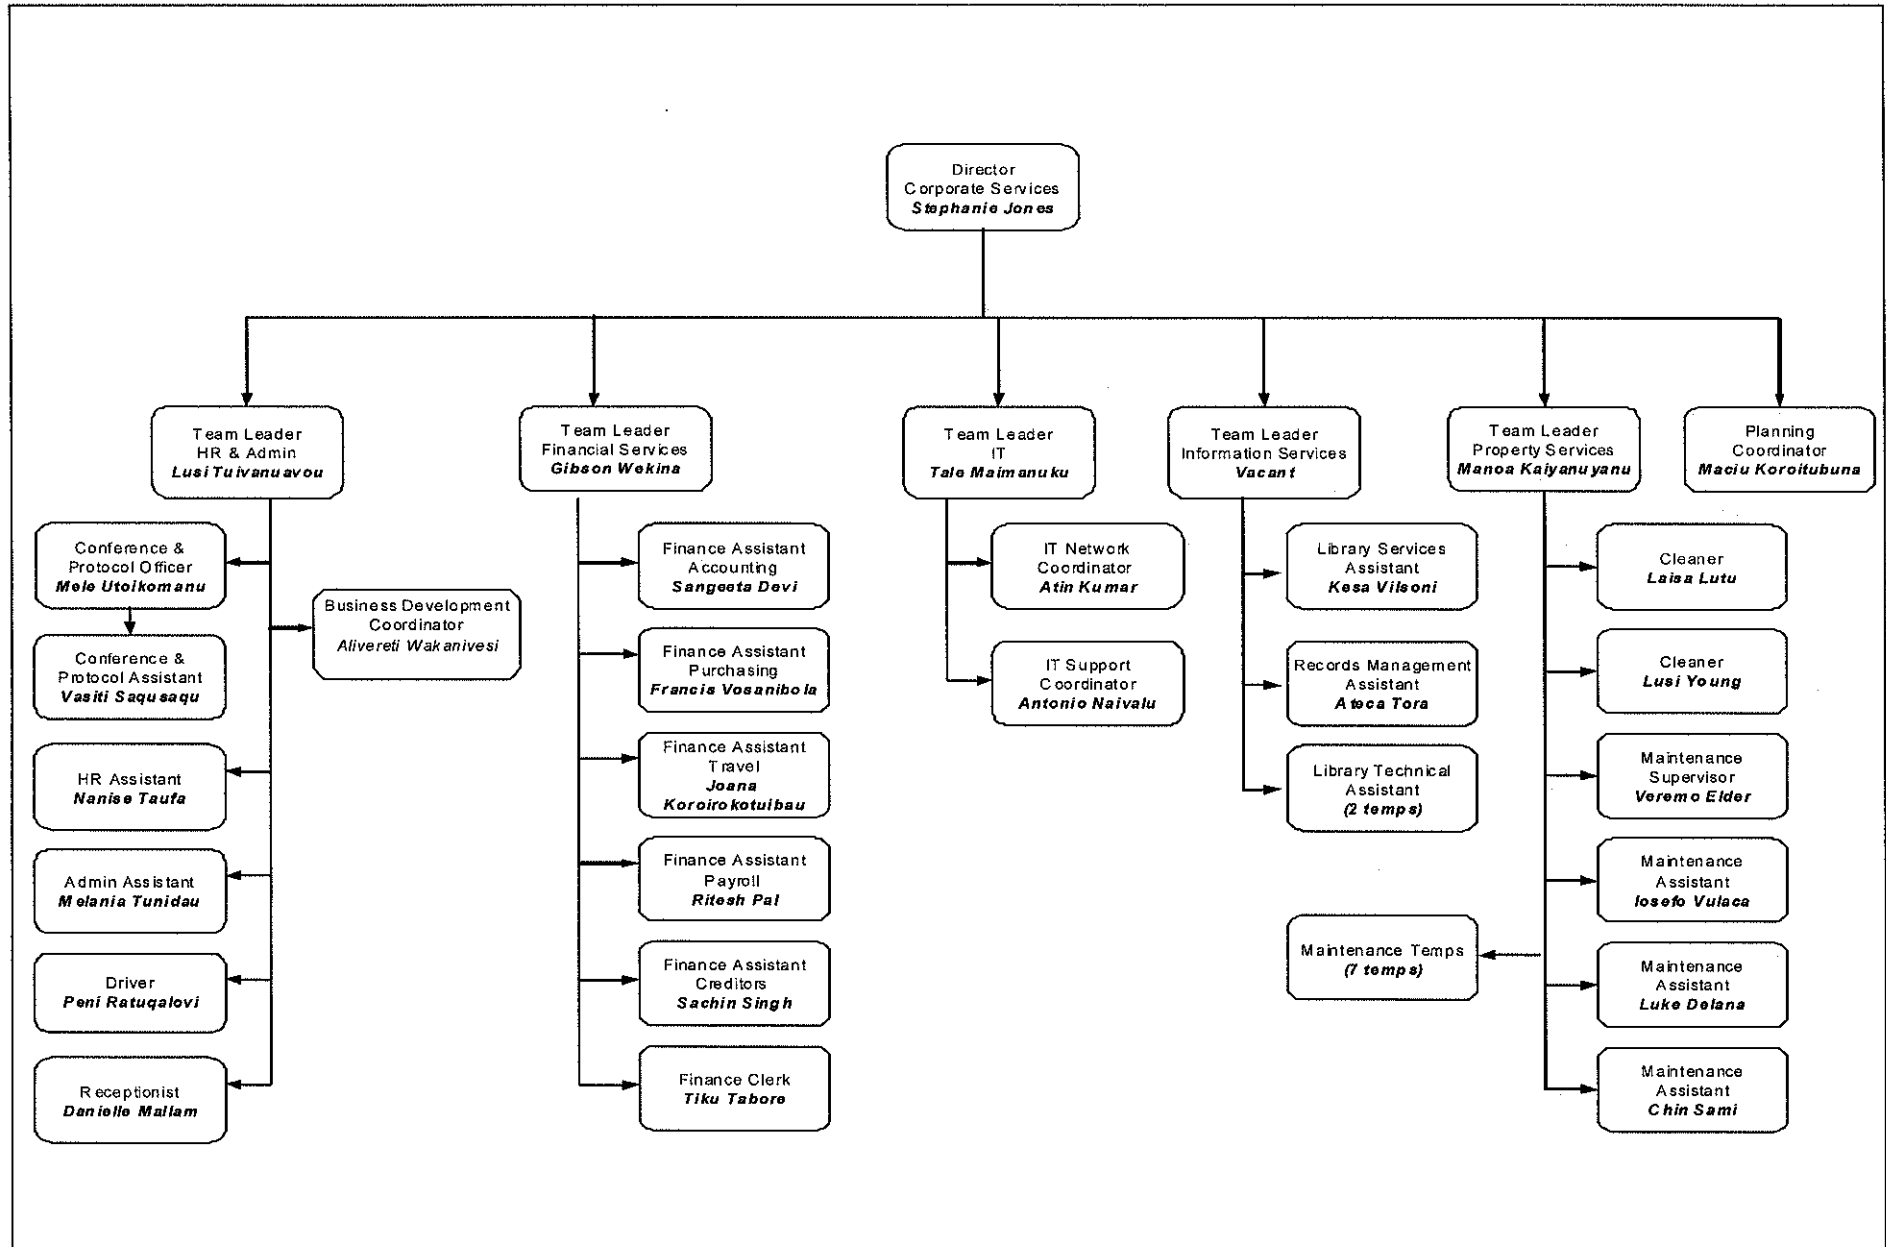 Director
Corporate Services
Stephanie Jones
Team Leader
HR & Admin
Lusi Tuivanuavou
Team Leader
Financial Services
Gibson Wekina
Team Leader
IT
Tale Maimanuku
Team Leader
Information Services
Vacant
Team Leader
Property Services
Manoa Kaiyanuyanu
Planning
Coordinator
Maciu Koroitubuna
Conference &
Protocol Officer
Mele Utoikomanu
Conference &
Protocol Assistant
Vasiti Saqusaqu
Business Development
Coordinator
Alivereti Wakanivesi
HR Assistant
Nanise Taufa
Admin Assistant
Melania Tunidau
Driver
Peni Ratuqalovi
Receptionist
Danielle Mallam
Finance Assistant
Accounting
Sangeeta Devi
Finance Assistant
Purchasing
Francis Vosanibola
Finance Assistant
Travel
Joana
Koroirokotuibau
Finance Assistant
Payroll
Ritesh Pal
Finance Assistant
Creditors
Sachin Singh
Finance Clerk
Tiku Tabore
IT Network
Coordinator
Atin Kumar
IT Support
Coordinator
Antonio Naivalu
Library Services
Assistant
Kesa Vilsoni
Records Management
Assistant
Ateca Tora
Library Technical
Assistant
(2 temps)
Maintenance Temps
(7 temps)
Cleaner
Laisa Lutu
Cleaner
Lusi Young
Maintenance
Supervisor
Veremo Elder
Maintenance
Assistant
Iosefo Vulaca
Maintenance
Assistant
Luke Delana
Maintenance
Assistant
Chin Sami